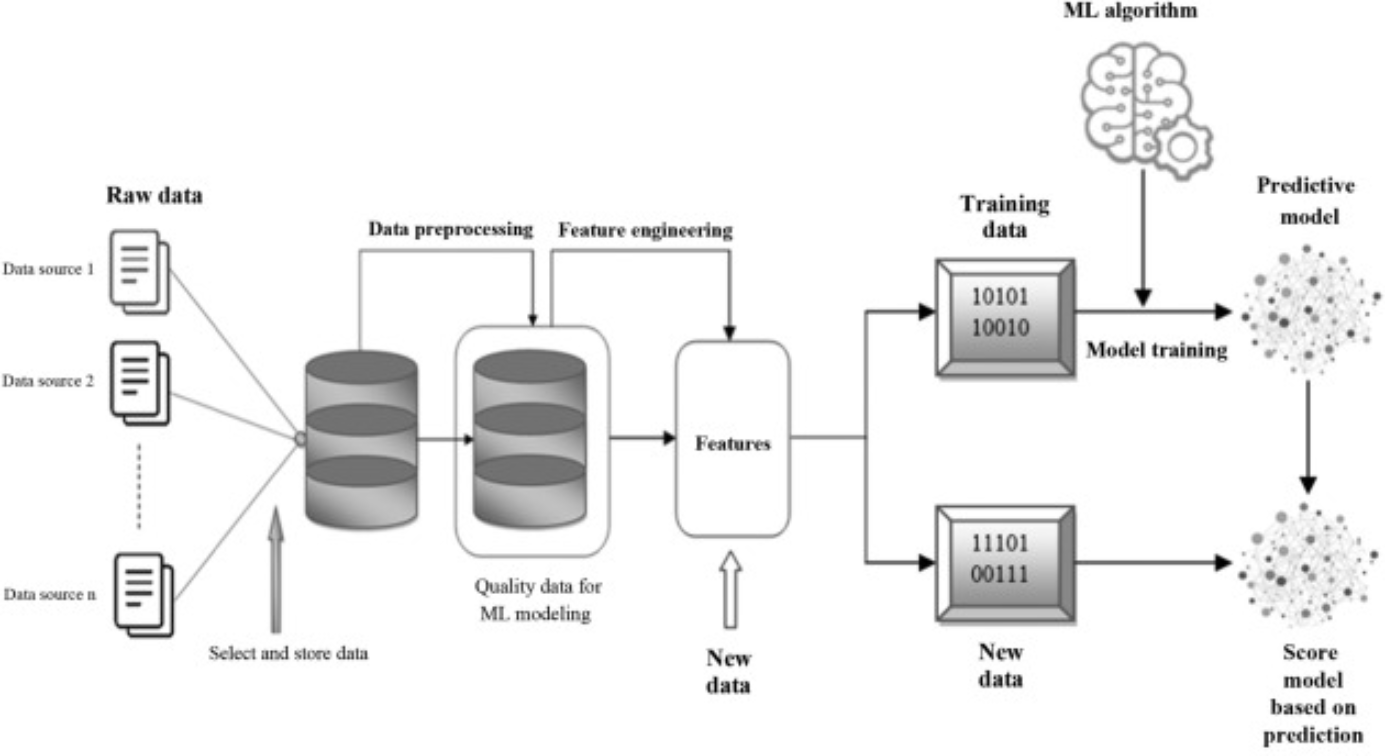 ML algorithm
Raw data
Data source 1
Data source 2
Data source n
Select and store data
Data preprocessing
Quality data for
ML modeling
Feature engineering
Features
New
data
Training
data
10101
10010
Model training
Predictive
model
11101
00111
New
data
Score
model
based on
prediction